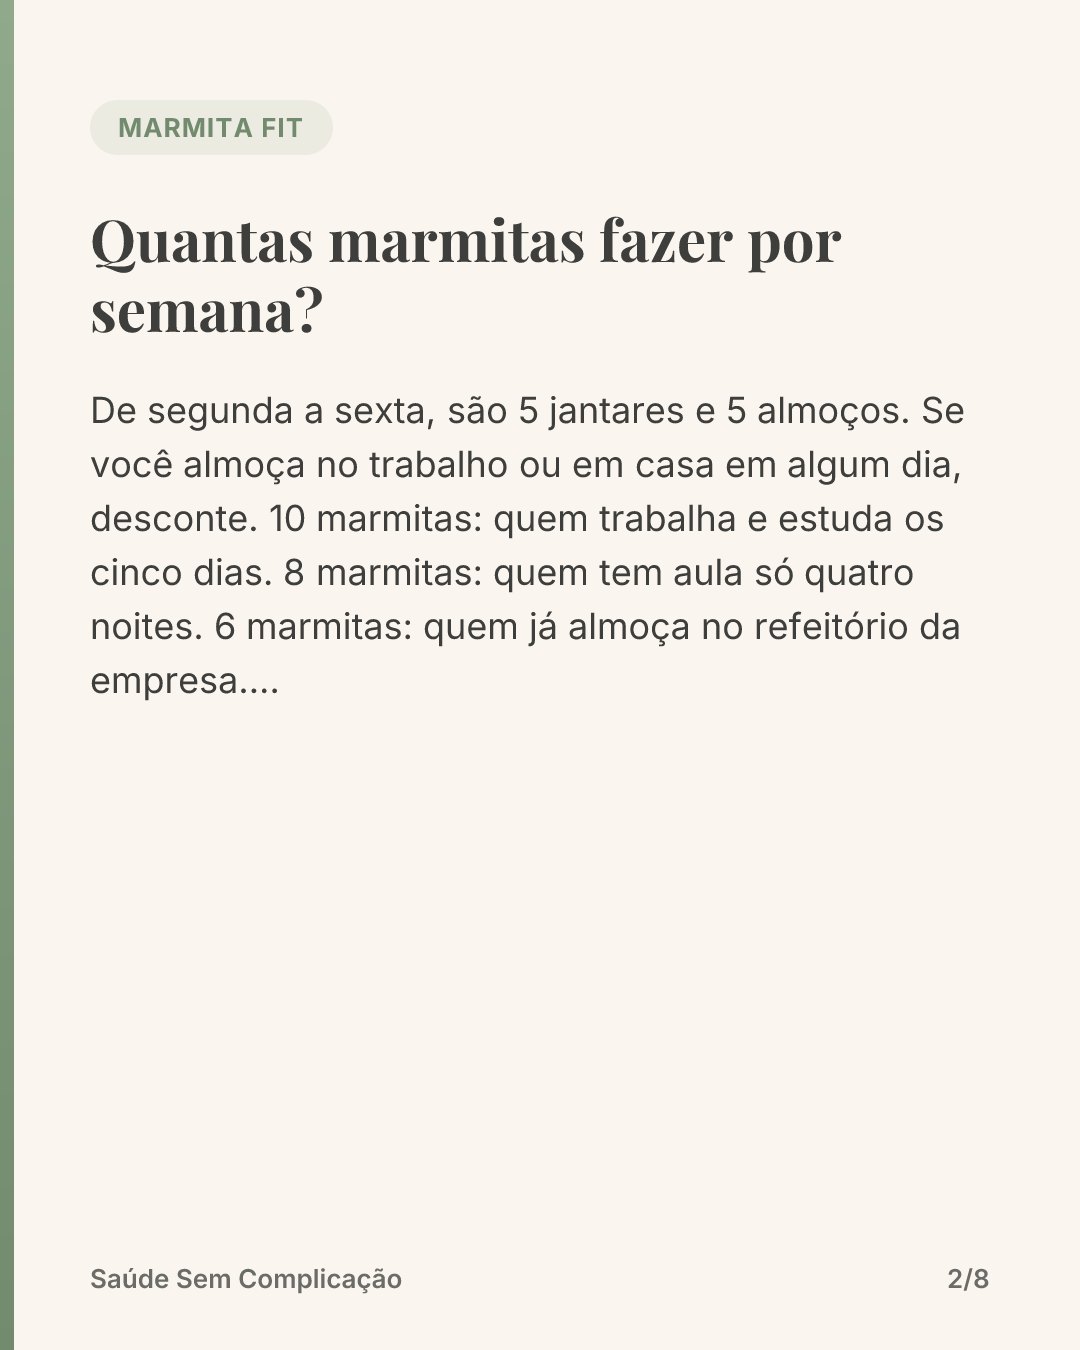 MARMITA FIT
Quantas marmitas fazer por
semana?
De segunda a sexta, são 5 jantares e 5 almoços. Se
você almoça no trabalho ou em casa em algum dia,
desconte. 10 marmitas: quem trabalha e estuda os
cinco dias. 8 marmitas: quem tem aula só quatro
noites. 6 marmitas: quem já almoça no refeitório da
empresa....
Saúde Sem Complicação
2/8